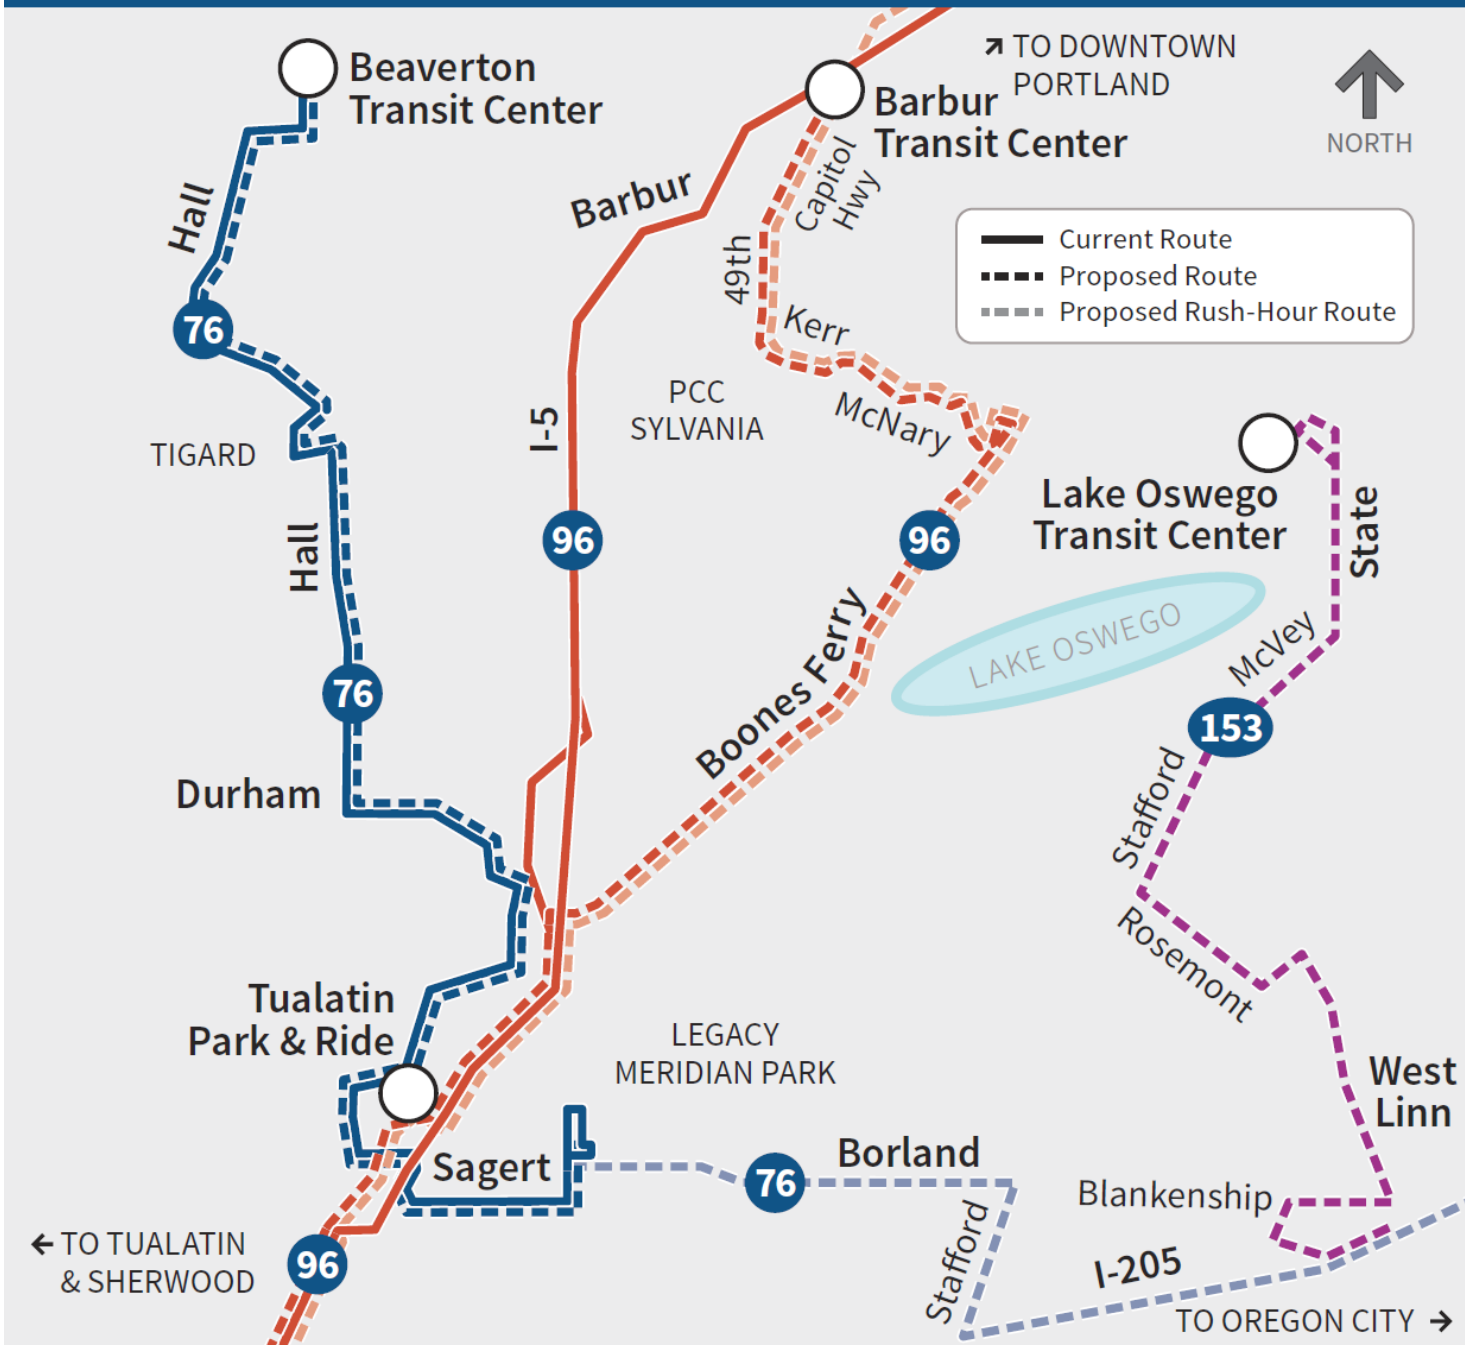 Beaverton
Transit Center
TO DOWNTOWN
PORTLAND
Barbur
Transit Center
NORTH
Hall
Barbur
Capitol
Hwy
49th
Current Route
Proposed Route
Proposed Rush-Hour Route
76
Kerr
PCC
SYLVANIA
McNary
I-5
TIGARD
Hall
96
96
Lake Oswego
Transit Center
State
LAKE OSWEGO
McVey
76
Boones Ferry
153
Durham
Stafford
Rosemont
Tualatin
Park & Ride
LEGACY
MERIDIAN PARK
West
Linn
Sagert
76
Borland
Blankenship
Stafford
TO TUALATIN
& SHERWOOD
96
I-205
TO OREGON CITY